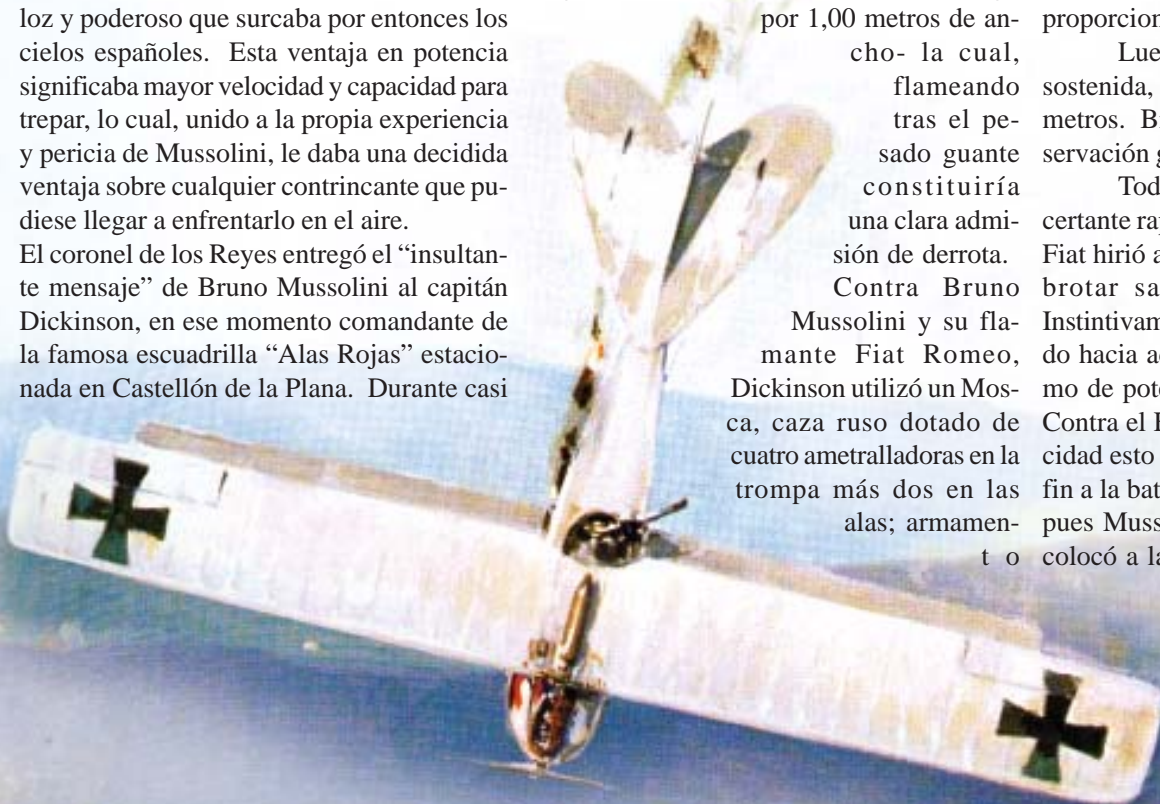 loz y poderoso que surcaba por entonces los
cielos españoles. Esta ventaja en potencia
significaba mayor velocidad y capacidad para
trepar, lo cual, unido a la propia experiencia
y pericia de Mussolini, le daba una decidida
ventaja sobre cualquier contrincante que pu-
diese llegar a enfrentarlo en el aire.
El coronel de los Reyes entregó el “insultan-
te mensaje” de Bruno Mussolini al capitán
Dickinson, en ese momento comandante de
la famosa escuadrilla “Alas Rojas” estacio-
nada en Castellón de la Plana. Durante casi
por 1,00 metros de an-
cho- la cual,
flameando
tras el pe-
sado guante
constituiría
una clara admi-
sión de derrota.
Contra Bruno
Mussolini y su fla-
mante Fiat Romeo,
Dickinson utilizó un Mos-
ca, caza ruso dotado de
cuatro ametralladoras en la
trompa más dos en las
alas; armamen-
t o
proporcion
Lue
sostenida,
metros. B
servación g
Tod
certante ra
Fiat hirió a
brotar sa
Instintivam
do hacia a
mo de pot
Contra el
cidad esto
fin a la bat
pues Muss
colocó a l